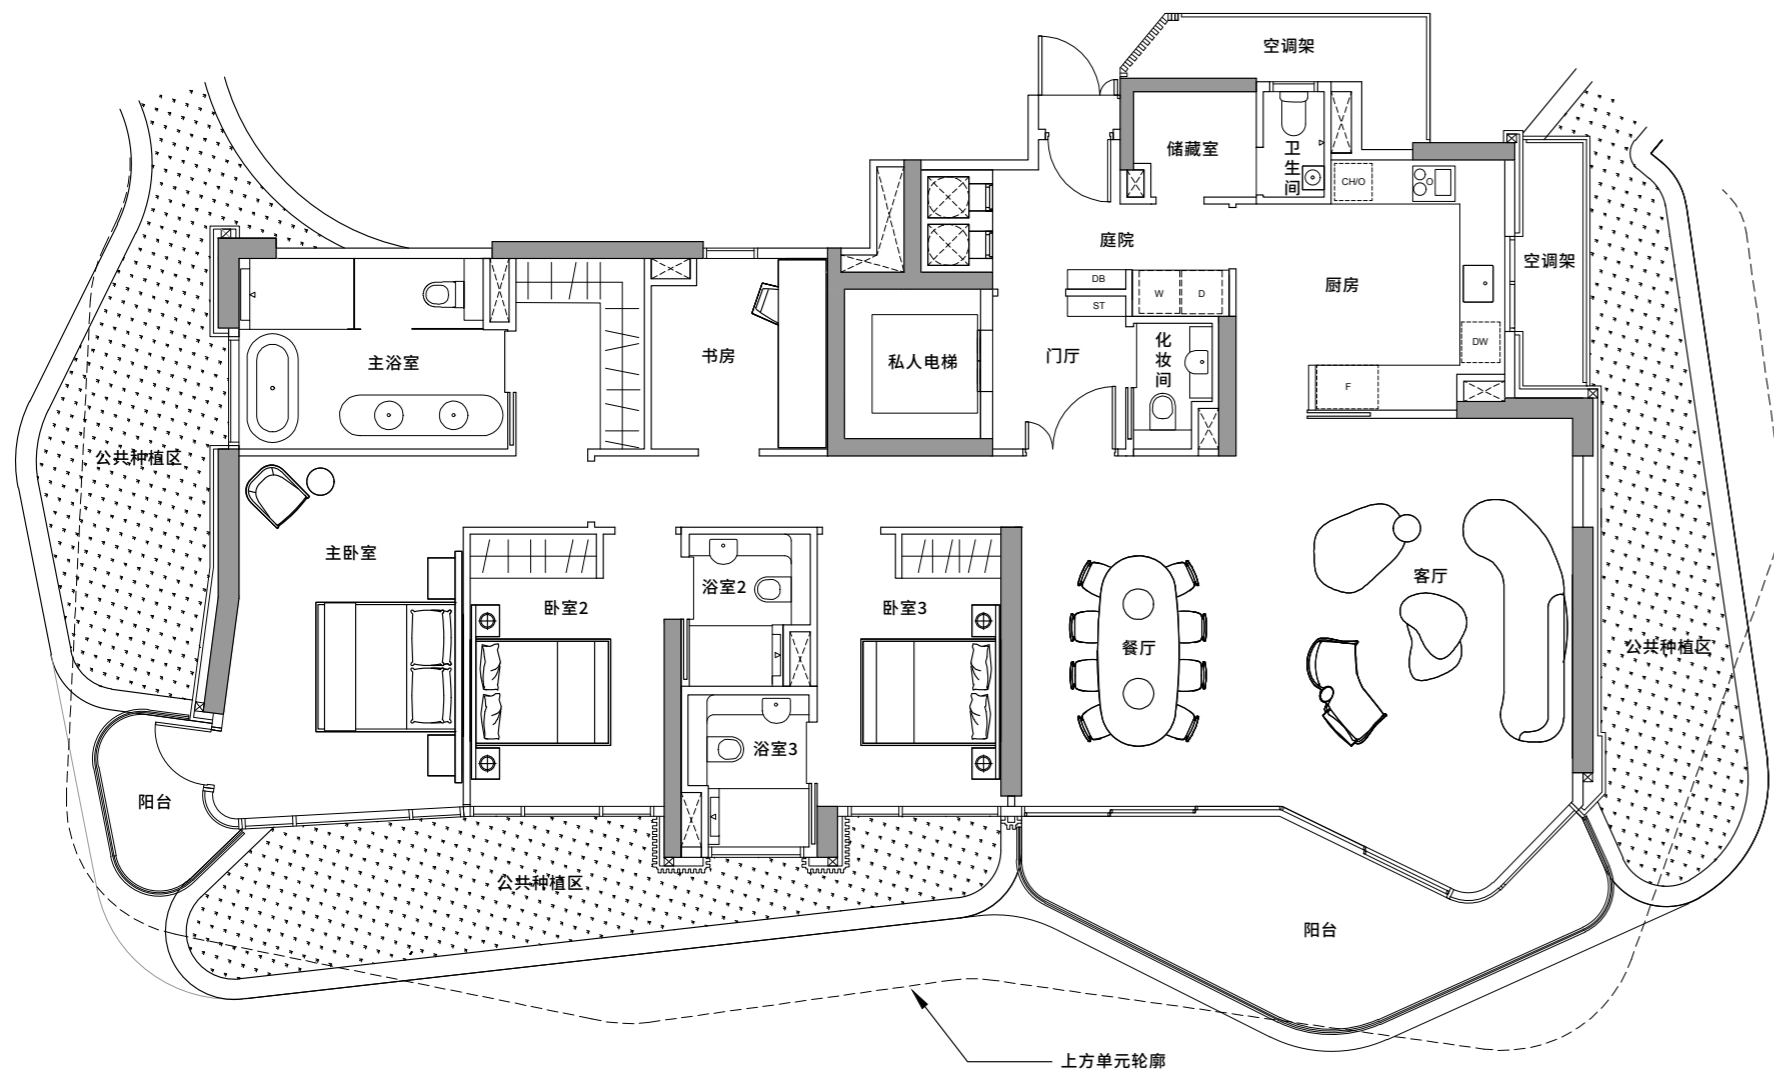 空调架
储藏室
卫生间
CH/O
庭院
空调架
DB
W
D
厨房
ST
DW
主浴室
书房
私人电梯
门厅
化妆间
F
公共种植区
主卧室
客厅
浴室2
卧室2
卧室3
餐厅
公共种植区
浴室3
阳台
公共种植区
阳台
上方单元轮廓